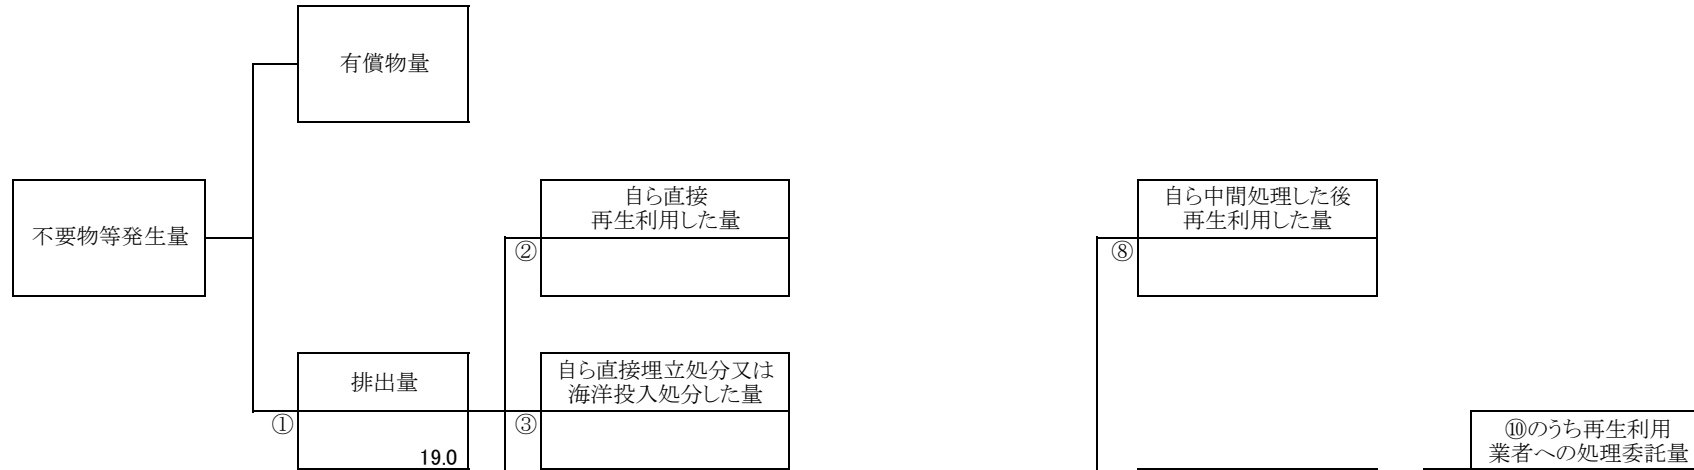 有償物量
不要物等発生量
自ら直接
再生利用した量
②
自ら中間処理した後
再生利用した量
⑧
排出量
①
19.0
自ら直接埋立処分又は
海洋投入処分した量
③
⑩のうち再生利用
業者への処理委託量